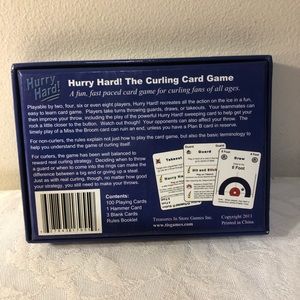 Hurry
Hard!
Hurry Hard! The Curling Card Game
A fun, fast paced card game for curling fans of all ages.
Playable by two, four, six or even eight players, Hurry Hard! recreates all the action on the ice in a fun,
easy to learn card game. Players take turns throwing guards, draws, or takeouts. Your teammates can
then improve your throw, including the play of the powerful Hurry Hard! sweeping card to help get your
rock a little closer to the button. Watch out though! Your opponents can also affect your throw. The
timely play of a Miss the Broom card can ruin an end, unless you have a Plan B card in reserve.
For non-curlers, the rules explain not just how to play the card game, but also the basic terminology to
help you understand the game of curling itself.
For curlers, the game has been well balanced to
reward real curling strategy. Deciding when to throw
a guard or when to come into the rings can make the
difference between a big end or giving up a steal.
Just as with real curling, though, no matter how good
your strategy, you still need to make your throws.
Contents:
100 Playing Cards
1 Hammer Card
3 Blank Cards
Rules Booklet
Guard
Takeout
Hurry Hard
Hit and Stick
Draw
8 Foot
Treasures In Store Games Inc.
www.tisgames.com
Copyright 2011
Printed in China.